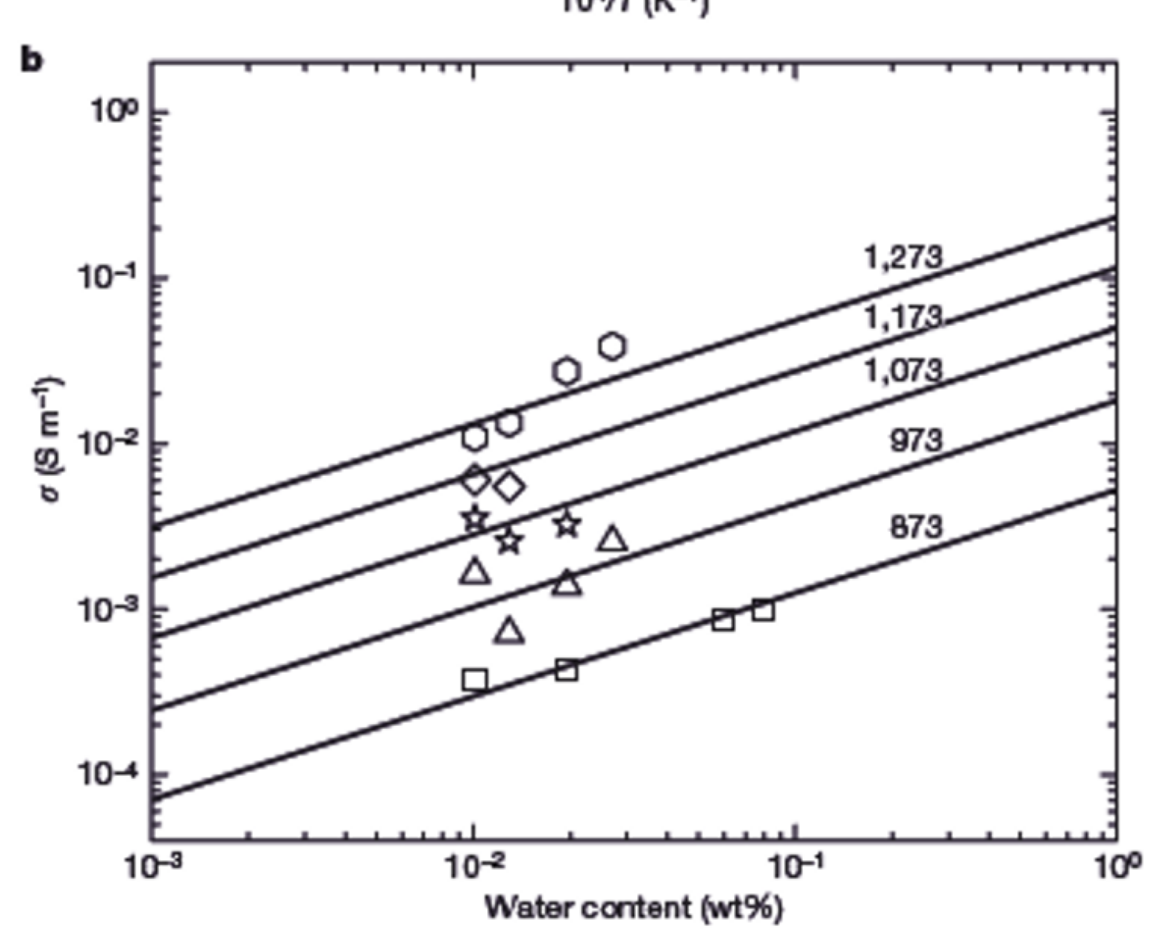 b
10⁰
10⁻¹
10⁻²
10⁻³
10⁻⁴
σ (S m⁻¹)
1,273
1,173
1,073
973
873
10⁻³ 10⁻² 10⁻¹ 10⁰
Water content (wt%)